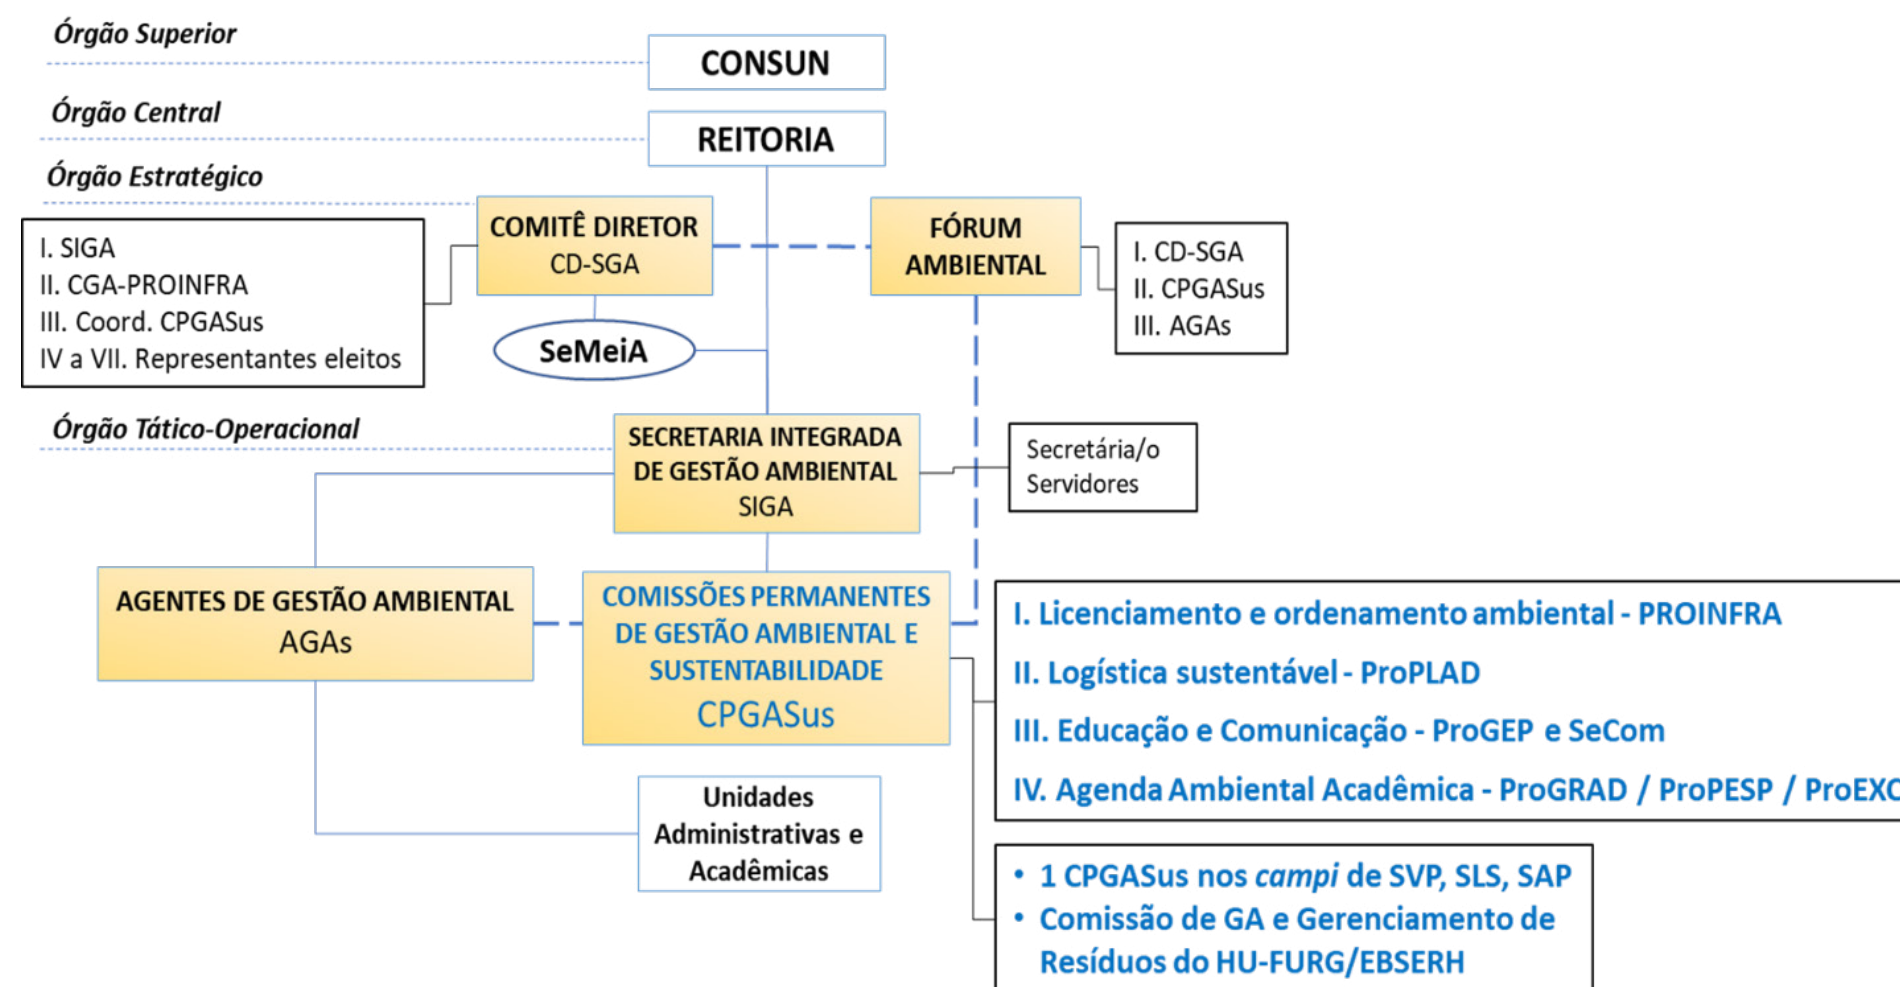 Órgão Superior
CONSUN
Órgão Central
REITORIA
Órgão Estratégico
COMITÊ DIRETOR
CD-SGA
FÓRUM
AMBIENTAL
I. SIGA
II. CGA-PROINFRA
III. Coord. CPGASus
IV a VII. Representantes eleitos
I. CD-SGA
II. CPGASus
III. AGAs
SeMeiA
Órgão Tático-Operacional
SECRETARIA INTEGRADA
DE GESTÃO AMBIENTAL
SIGA
Secretária/o
Servidores
AGENTES DE GESTÃO AMBIENTAL
AGAs
COMISSÕES PERMANENTES
DE GESTÃO AMBIENTAL E
SUSTENTABILIDADE
CPGASus
I. Licenciamento e ordenamento ambiental - PROINFRA
II. Logística sustentável - ProPLAD
III. Educação e Comunicação - ProGEP e SeCom
IV. Agenda Ambiental Acadêmica - ProGRAD / ProPESP / ProEXC
Unidades
Administrativas e
Acadêmicas
• 1 CPGASus nos campi de SVP, SLS, SAP
• Comissão de GA e Gerenciamento de
Resíduos do HU-FURG/EBSERH